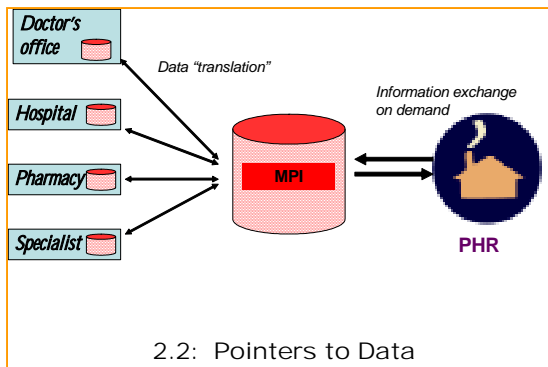 Doctor's
office
Data “translation”
Information exchange
on demand
Hospital
MPI
Pharmacy
Specialist
PHR
2.2: Pointers to Data